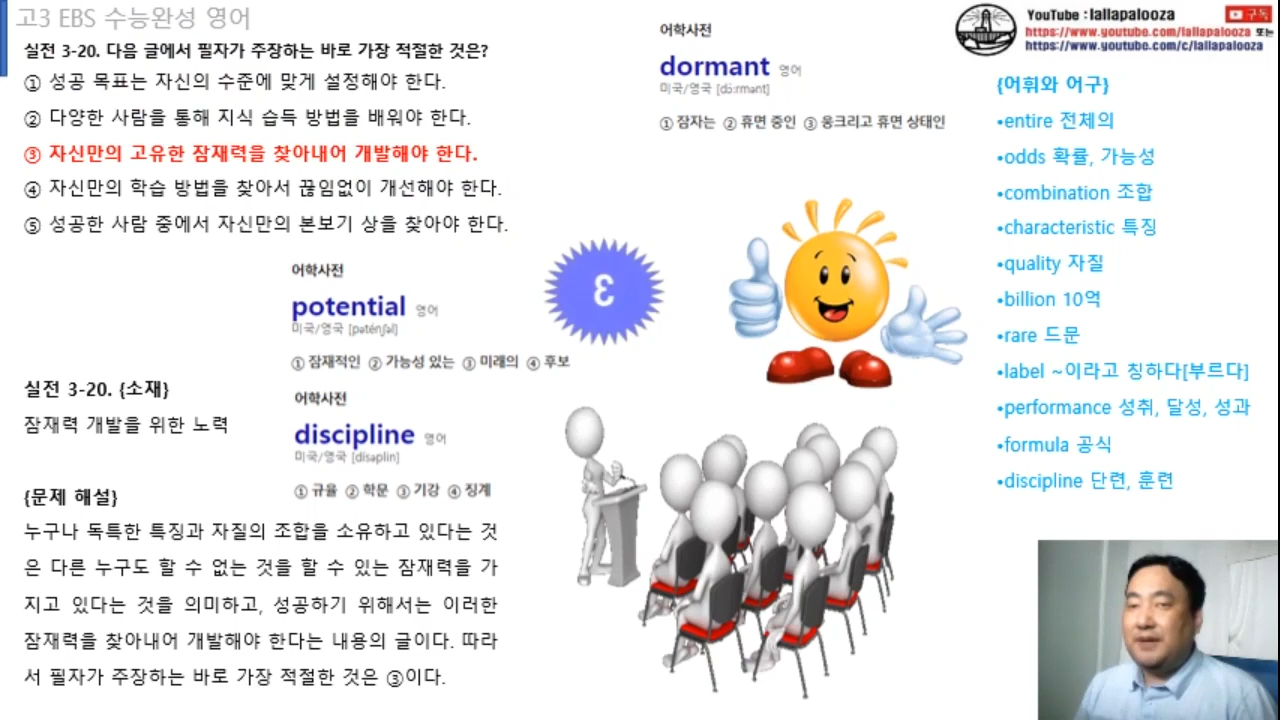 고3 EBS 수능완성 영어
실전 3-20. 다음 글에서 필자가 주장하는 바로 가장 적절한 것은?
① 성공 목표는 자신의 수준에 맞게 설정해야 한다.
② 다양한 사람을 통해 지식 습득 방법을 배워야 한다.
③ 자신만의 고유한 잠재력을 찾아내어 개발해야 한다.
④ 자신만의 학습 방법을 찾아서 끊임없이 개선해야 한다.
⑤ 성공한 사람 중에서 자신만의 본보기 상을 찾아야 한다.
어학사전
dormant 영어
미국/영국 [dɔ́ːrmənt]
① 잠자는 ② 휴면 중인 ③ 웅크리고 휴면 상태인
YouTube : lallapalooza
구독
https://www.youtube.com/lallapalooza 또는
https://www.youtube.com/c/lallapalooza
{어휘와 어구}
•entire 전체의
•odds 확률, 가능성
•combination 조합
•characteristic 특징
•quality 자질
•billion 10억
•rare 드문
•label ~이라고 칭하다[부르다]
•performance 성취, 달성, 성과
•formula 공식
•discipline 단련, 훈련
어학사전
potential 영어
미국/영국 [pəténʃəl]
① 잠재적인 ② 가능성 있는 ③ 미래의 ④ 후보
어학사전
discipline 영어
미국/영국 [dísəplin]
① 규율 ② 학문 ③ 기강 ④ 징계
실전 3-20. {소재}
잠재력 개발을 위한 노력
{문제 해설}
누구나 독특한 특징과 자질의 조합을 소유하고 있다는 것
은 다른 누구도 할 수 없는 것을 할 수 있는 잠재력을 가
지고 있다는 것을 의미하고, 성공하기 위해서는 이러한
잠재력을 찾아내어 개발해야 한다는 내용의 글이다. 따라
서 필자가 주장하는 바로 가장 적절한 것은 ③이다.